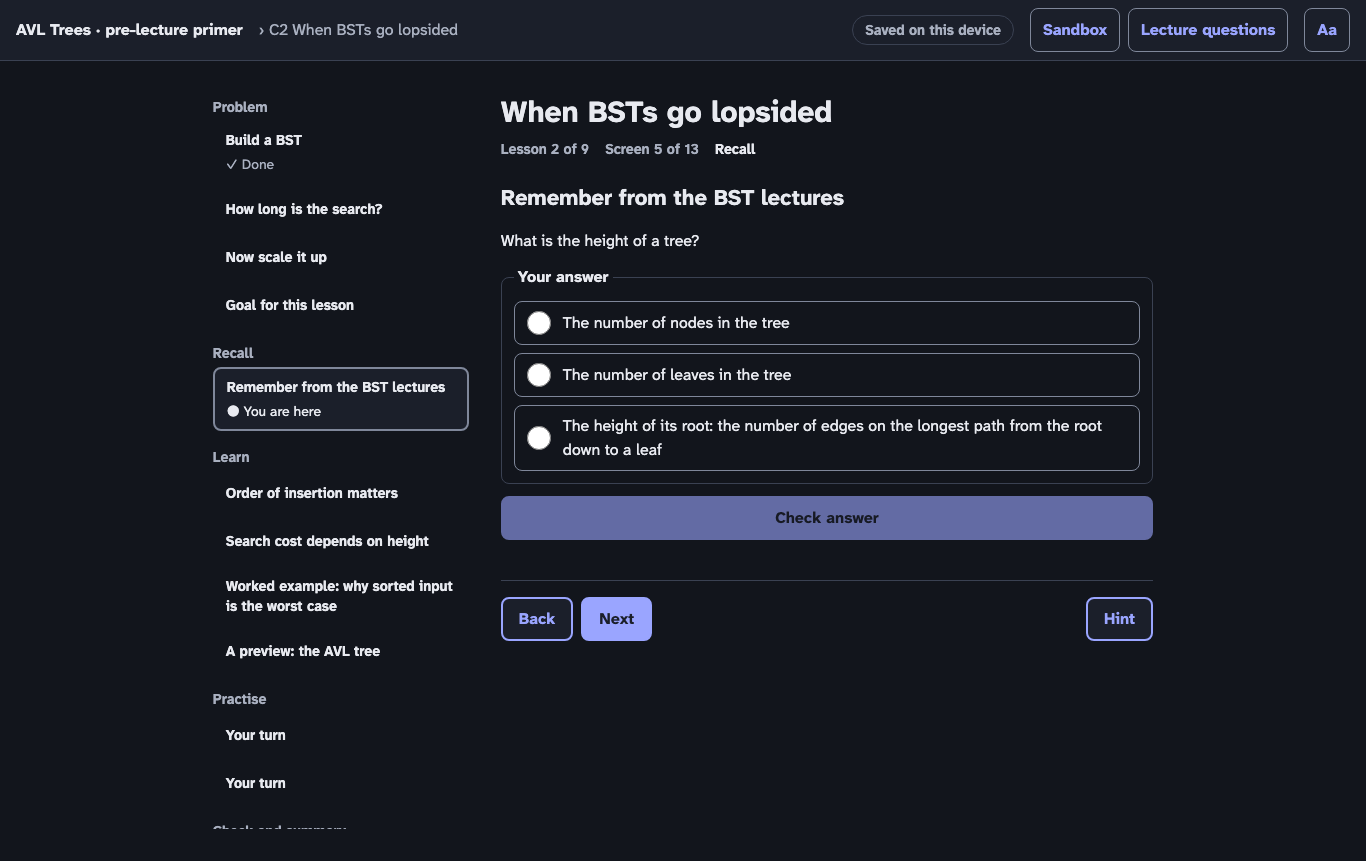 AVL Trees · pre-lecture primer › C2 When BSTs go lopsided
Saved on this device
Sandbox
Lecture questions
Aa
Problem
Build a BST
✓ Done
How long is the search?
Now scale it up
Goal for this lesson
Recall
Remember from the BST lectures
You are here
Learn
Order of insertion matters
Search cost depends on height
Worked example: why sorted input
is the worst case
A preview: the AVL tree
Practise
Your turn
Your turn
Check and summary
When BSTs go lopsided
Lesson 2 of 9 Screen 5 of 13 Recall
Remember from the BST lectures
What is the height of a tree?
Your answer
The number of nodes in the tree
The number of leaves in the tree
The height of its root: the number of edges on the longest path from the root
down to a leaf
Check answer
Back
Next
Hint